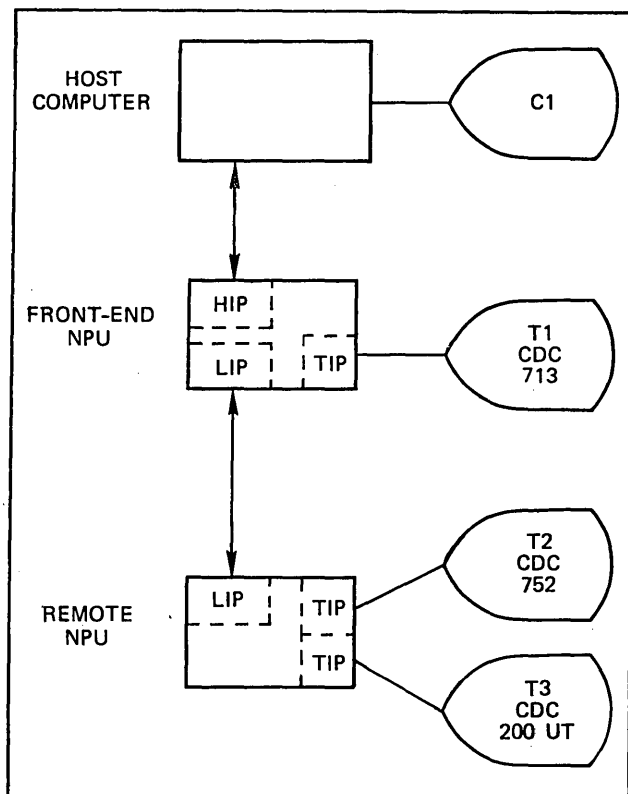 HOST
COMPUTER
C1
HIP
FRONT-END
NPU
LIP
TIP
T1
CDC
713
LIP
REMOTE
NPU
TIP
TIP
T2
CDC
752
T3
CDC
200 UT